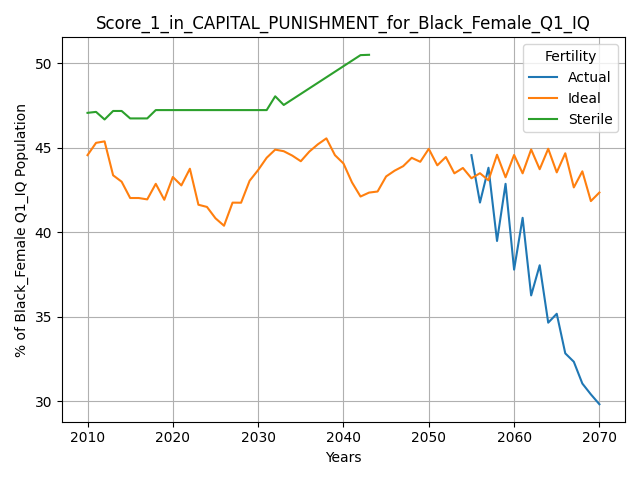 Score_1_in_CAPITAL_PUNISHMENT_for_Black_Female_Q1_IQ
Fertility
Actual
Ideal
Sterile
% of Black_Female Q1_IQ Population
50
45
40
35
30
2010 2020 2030 2040 2050 2060 2070
Years